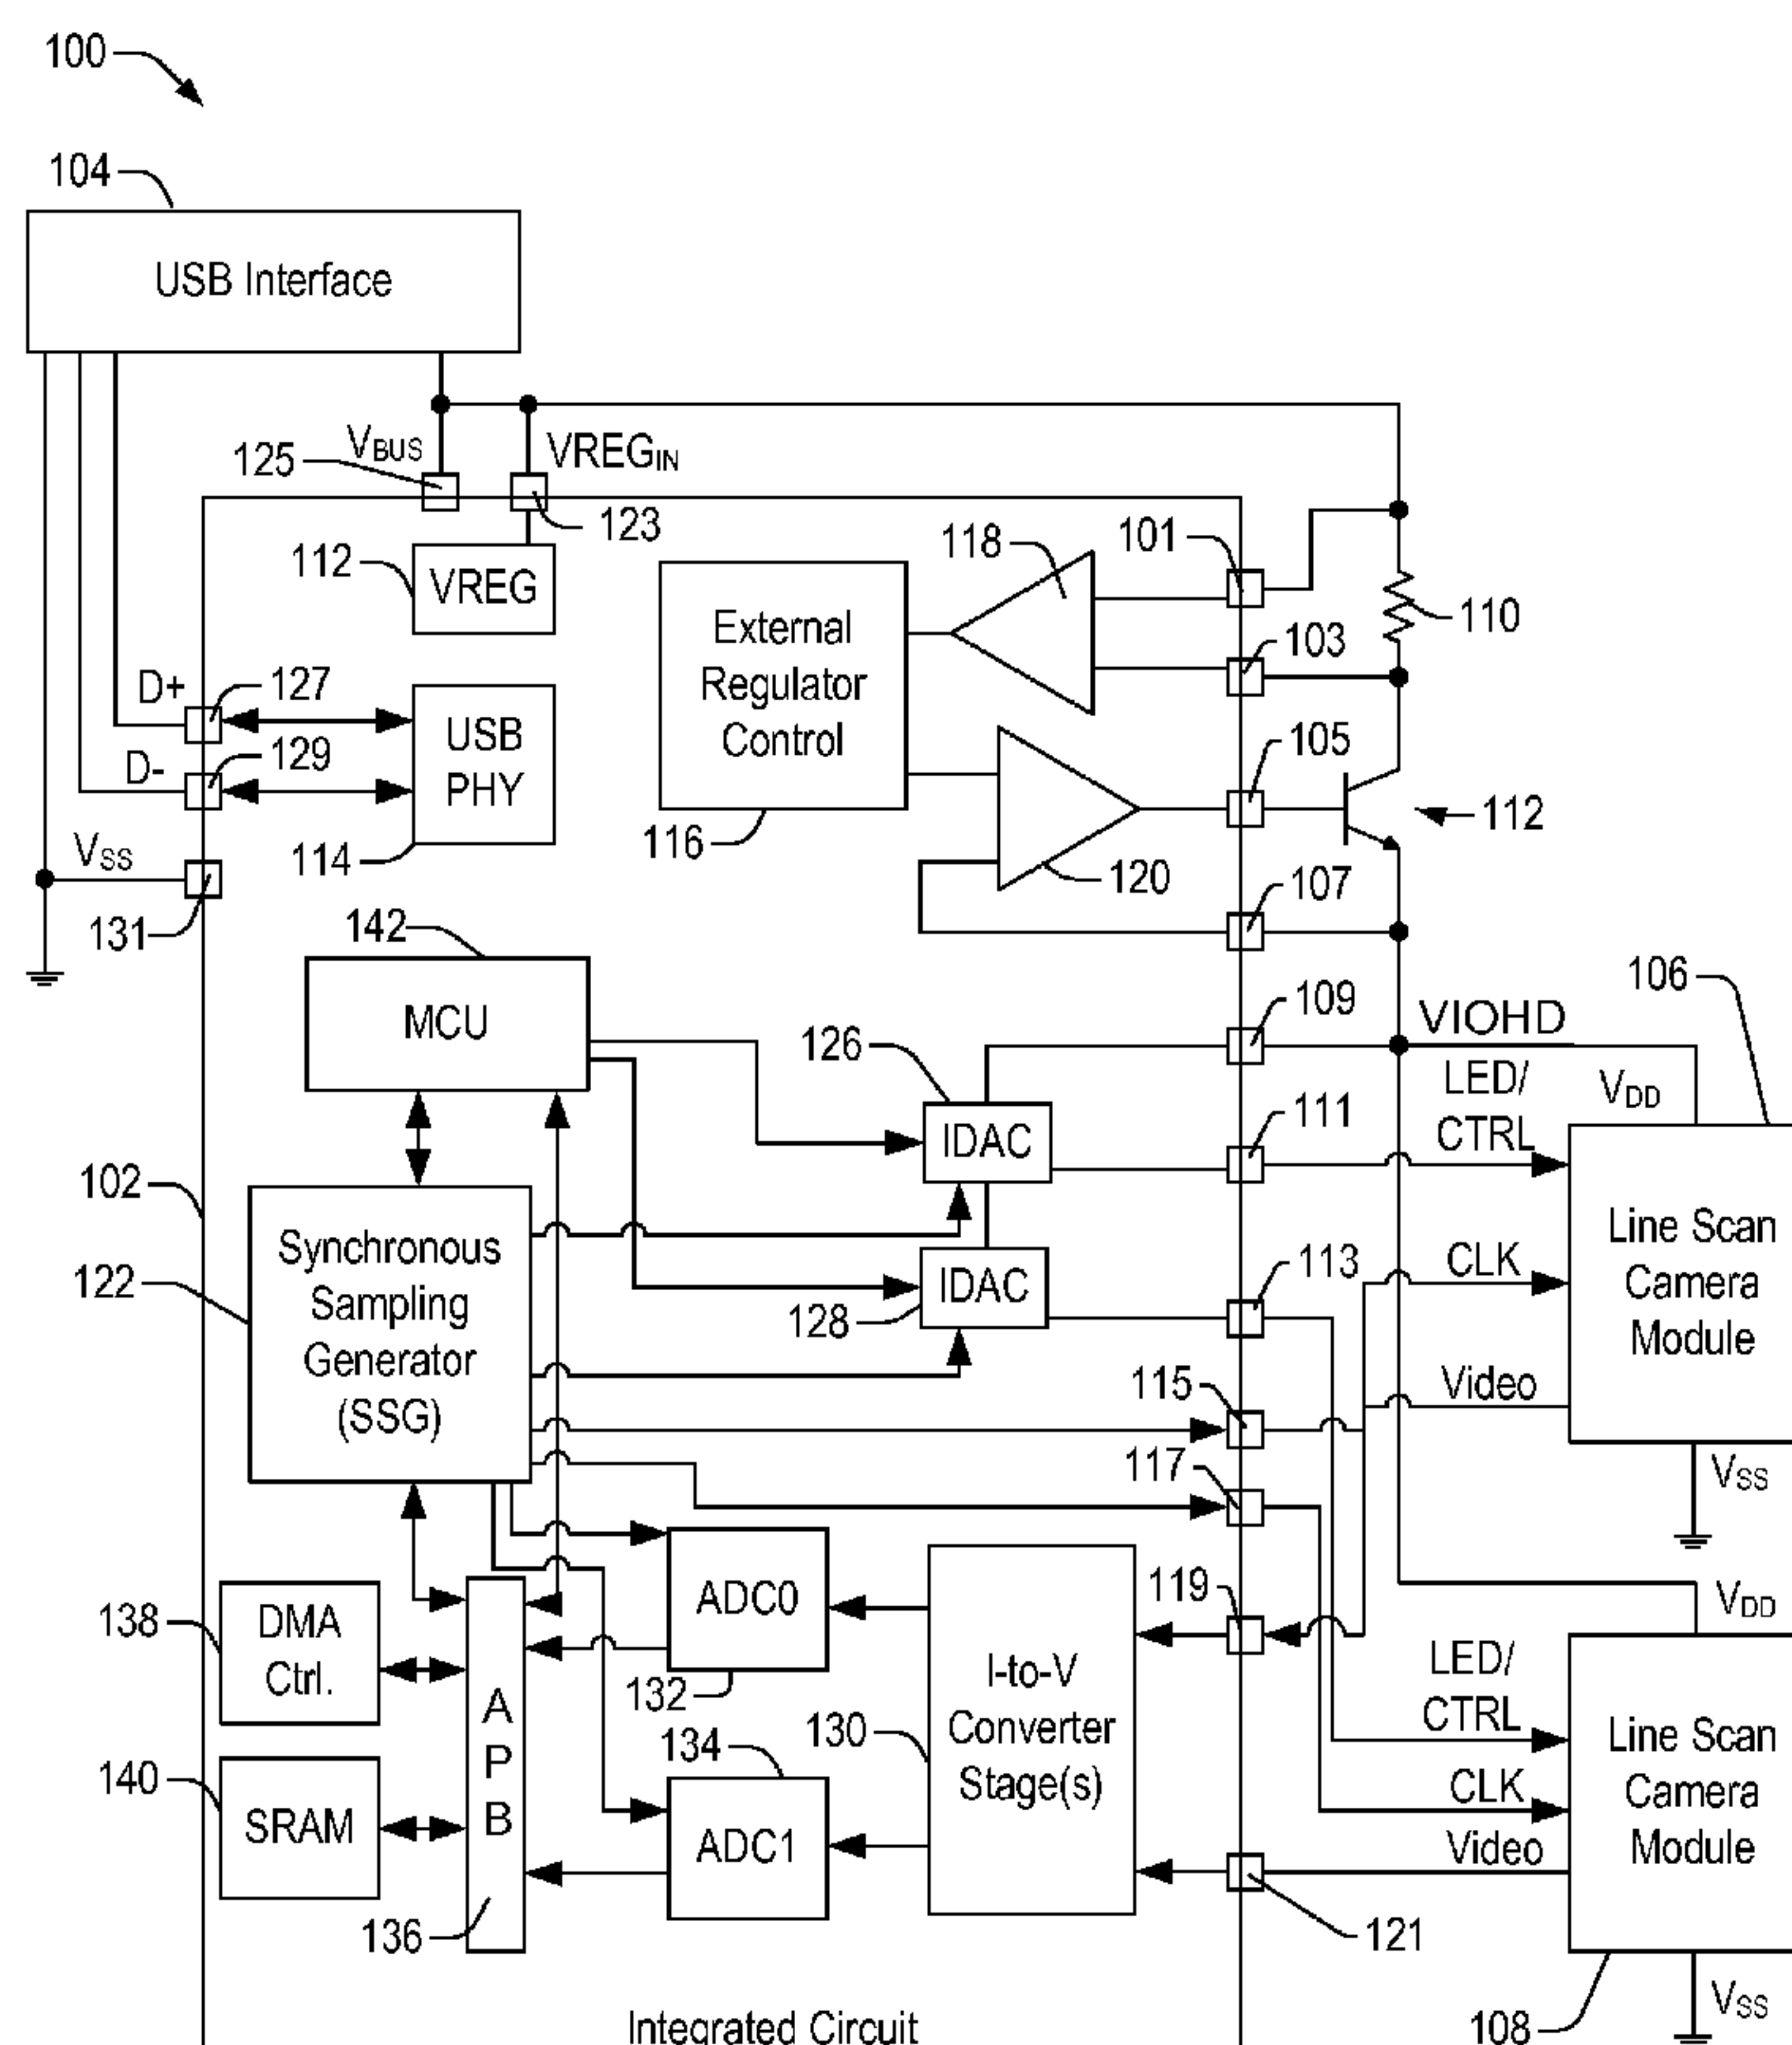 100
104
USB Interface
VBUS
VREGIN
125
123
112
VREG
118
101
External
Regulator
Control
110
103
D+
127
USB
PHY
D-
129
105
112
116
114
VSS
120
107
131
142
MCU
109
106
VIOHD
126
LED/
CTRL
VDD
111
IDAC
102
Synchronous
Sampling
Generator
(SSG)
122
Line Scan
Camera
Module
CLK
113
IDAC
128
115
Video
117
VSS
119
ADC0
VDD
138
DMA
Ctrl.
132
I-to-V
Converter
Stage(s)
LED/
CTRL
A
P
B
134
130
Line Scan
Camera
Module
140
SRAM
ADC1
CLK
Video
136
121
VSS
Integrated Circuit
108